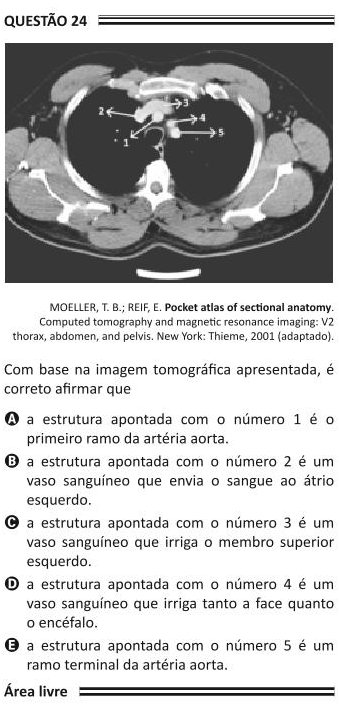 QUESTÃO 24
3
2
4
5
1
MOELLER, T. B.; REIF, E. Pocket atlas of sectional anatomy.
Computed tomography and magnetic resonance imaging: V2
thorax, abdomen, and pelvis. New York: Thieme, 2001 (adaptado).
Com base na imagem tomográfica apresentada, é
correto afirmar que
A a estrutura apontada com o número 1 é o
primeiro ramo da artéria aorta.
B a estrutura apontada com o número 2 é um
vaso sanguíneo que envia o sangue ao átrio
esquerdo.
C a estrutura apontada com o número 3 é um
vaso sanguíneo que irriga o membro superior
esquerdo.
D a estrutura apontada com o número 4 é um
vaso sanguíneo que irriga tanto a face quanto
o encéfalo.
E a estrutura apontada com o número 5 é um
ramo terminal da artéria aorta.
Área livre